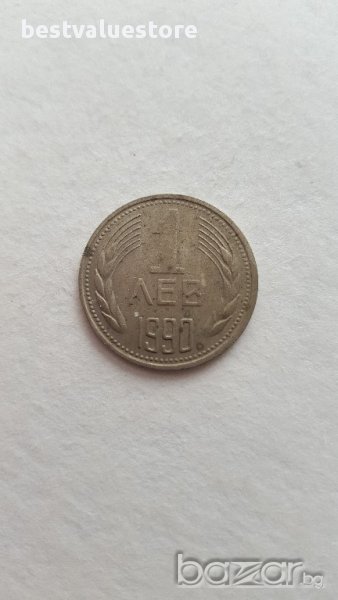 bestvaluestore
1
ЛЕВ
1990
bazar.bg